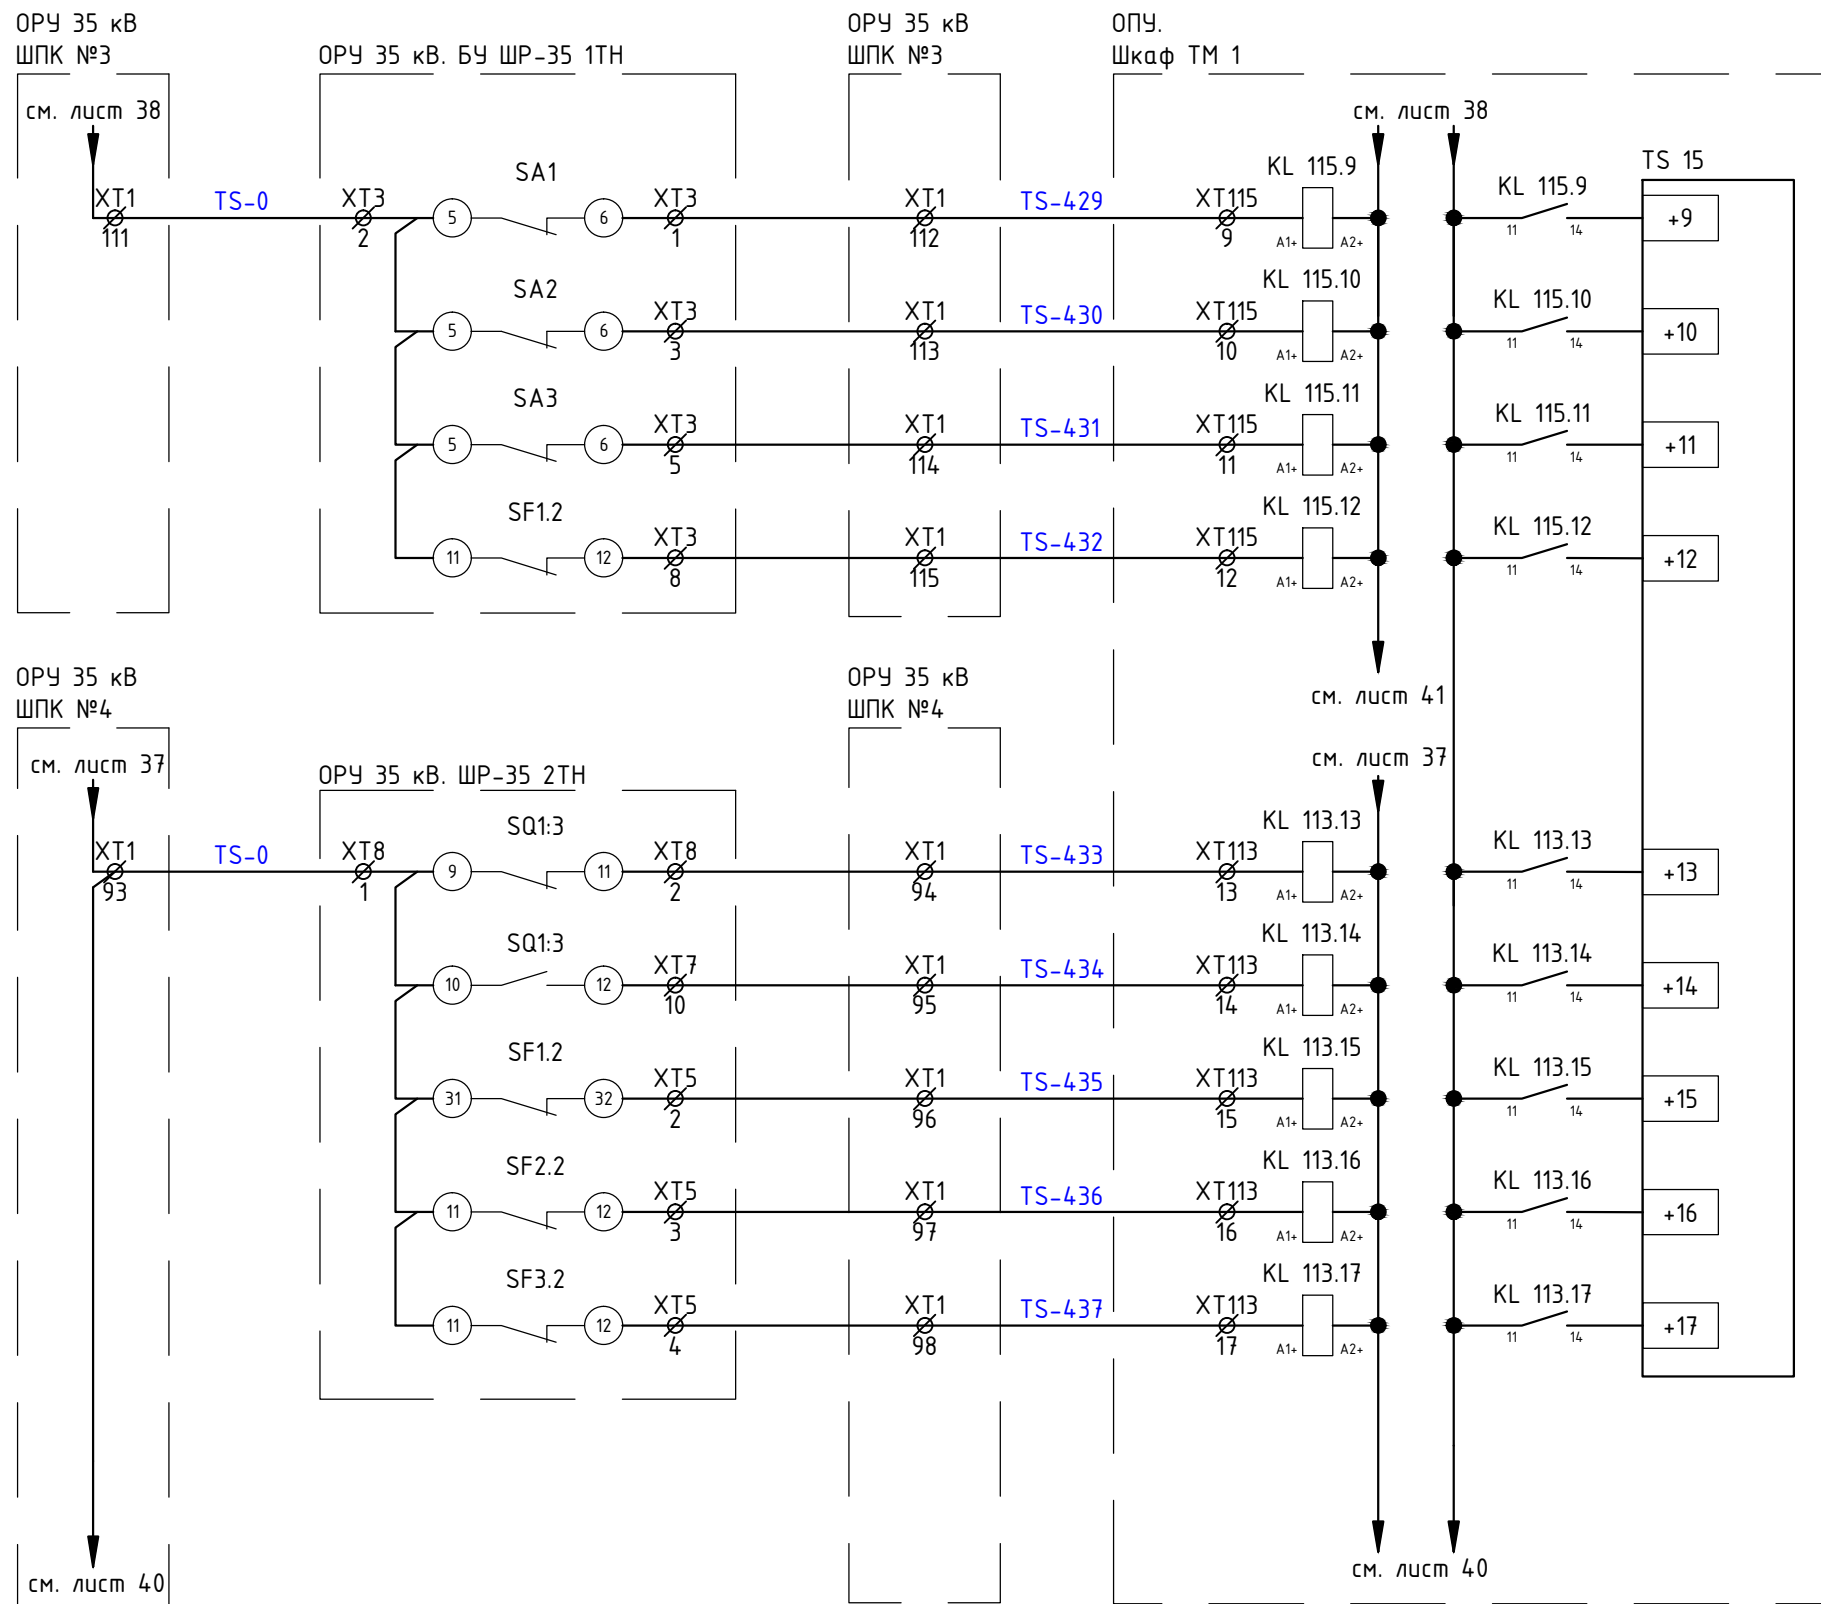 ОРУ 35 кВ
ШПК №3
ОРУ 35 кВ. БУ ШР-35 1ТН
ОРУ 35 кВ
ШПК №3
ОПУ.
Шкаф ТМ 1
см. лист 38
см. лист 38
TS 15
XT1
111
TS-0
XT3
2
SA1
5
6
XT3
1
XT1
112
TS-429
XT115
9
KL 115.9
A1+
A2+
KL 115.9
11
14
+9
SA2
5
6
XT3
3
XT1
113
TS-430
XT115
10
KL 115.10
A1+
A2+
KL 115.10
11
14
+10
SA3
5
6
XT3
5
XT1
114
TS-431
XT115
11
KL 115.11
A1+
A2+
KL 115.11
11
14
+11
SF1.2
11
12
XT3
8
XT1
115
TS-432
XT115
12
KL 115.12
A1+
A2+
KL 115.12
11
14
+12
см. лист 41
ОРУ 35 кВ
ШПК №4
ОРУ 35 кВ. ШР-35 2ТН
ОРУ 35 кВ
ШПК №4
см. лист 37
см. лист 37
XT1
93
TS-0
XT8
1
SQ1:3
9
11
XT8
2
XT1
94
TS-433
XT113
13
KL 113.13
A1+
A2+
KL 113.13
11
14
+13
SQ1:3
10
12
XT7
10
XT1
95
TS-434
XT113
14
KL 113.14
A1+
A2+
KL 113.14
11
14
+14
SF1.2
31
32
XT5
2
XT1
96
TS-435
XT113
15
KL 113.15
A1+
A2+
KL 113.15
11
14
+15
SF2.2
11
12
XT5
3
XT1
97
TS-436
XT113
16
KL 113.16
A1+
A2+
KL 113.16
11
14
+16
SF3.2
11
12
XT5
4
XT1
98
TS-437
XT113
17
KL 113.17
A1+
A2+
KL 113.17
11
14
+17
см. лист 40
см. лист 40